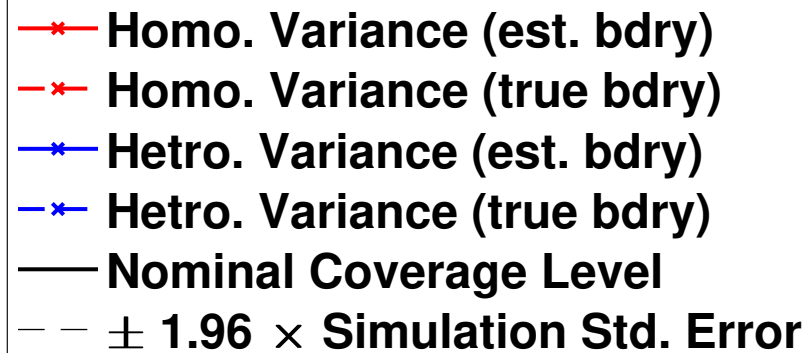 Homo. Variance (est. bdry)
Homo. Variance (true bdry)
Hetro. Variance (est. bdry)
Hetro. Variance (true bdry)
Nominal Coverage Level
± 1.96 × Simulation Std. Error